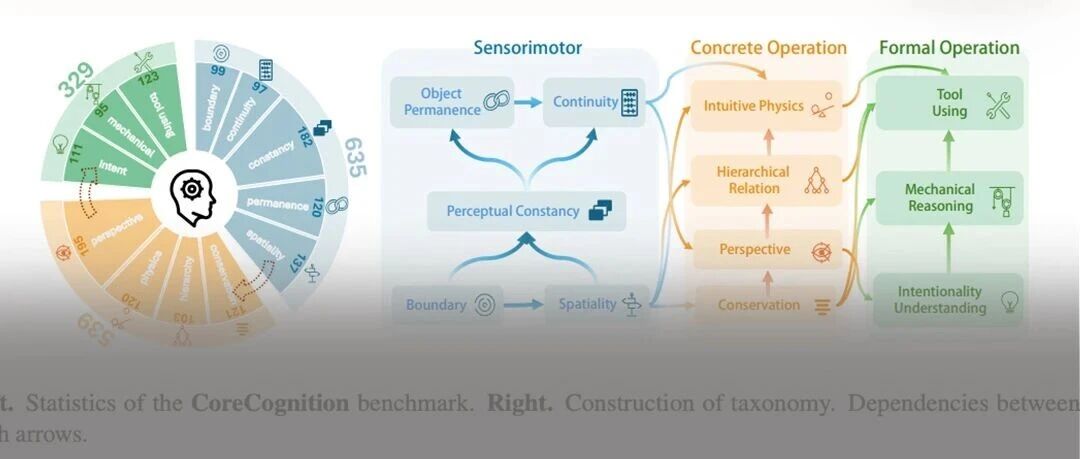 329
123
tool using
95
mechanical
111
intent
99
boundary
97
continuity
182
constancy
635
120
permanence
137
spatiality
195
perspective
120
physics
103
hierarchy
121
conservation
539
Sensorimotor
Object
Permanence
Continuity
Perceptual Constancy
Boundary
Spatiality
Concrete Operation
Intuitive Physics
Hierarchical
Relation
Perspective
Conservation
Formal Operation
Tool
Using
Mechanical
Reasoning
Intentionality
Understanding
t. Statistics of the CoreCognition benchmark. Right. Construction of taxonomy. Dependencies between
h arrows.